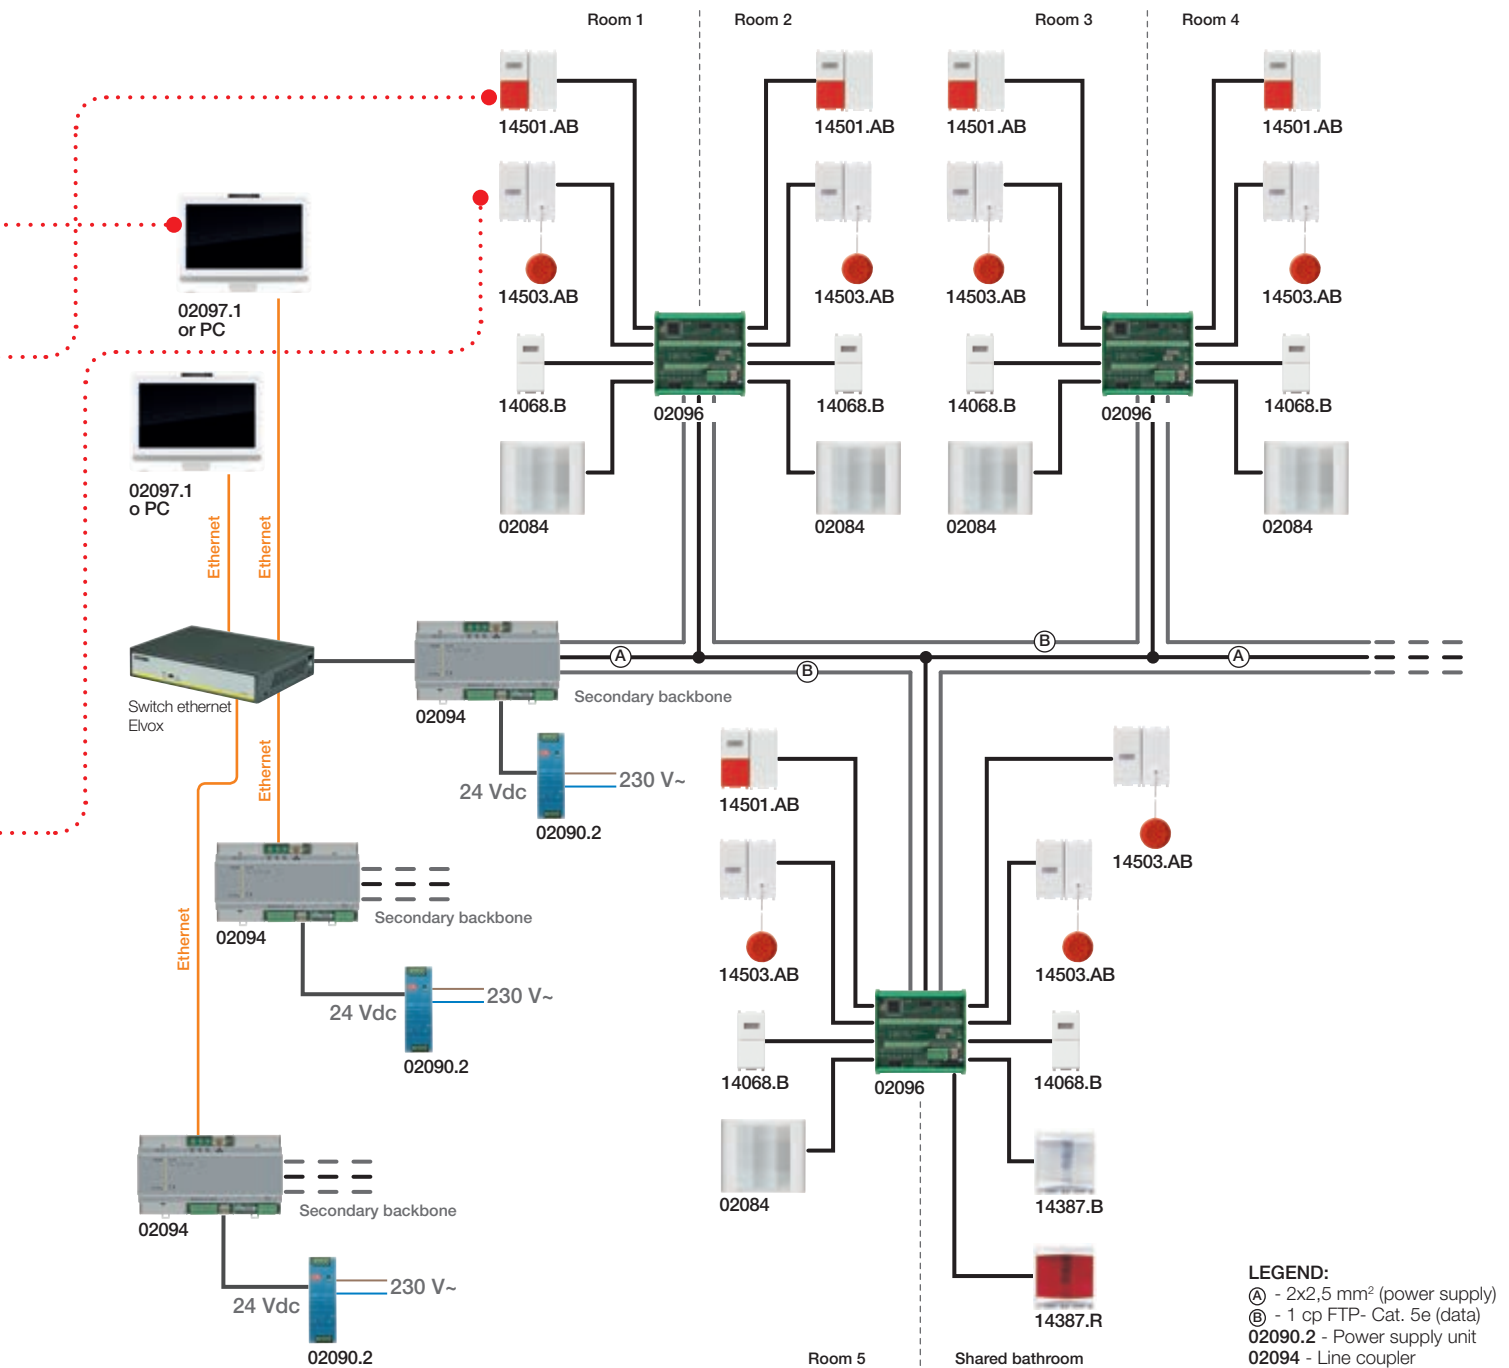 Room 1
Room 2
Room 3
Room 4
14501.AB
14501.AB
14501.AB
14501.AB
14503.AB
14503.AB
14503.AB
14503.AB
02097.1
or PC
14068.B
02096
14068.B
14068.B
02096
14068.B
02097.1
o PC
02084
02084
02084
02084
Ethernet
Ethernet
B
A
A
B
Switch ethernet
Elvox
02094
Secondary backbone
24 Vdc
230 V~
02090.2
Ethernet
14501.AB
14503.AB
02094
Secondary backbone
Ethernet
14503.AB
14503.AB
24 Vdc
230 V~
02090.2
14068.B
02096
14068.B
02094
Secondary backbone
02084
14387.B
24 Vdc
230 V~
02090.2
14387.R
Room 5
Shared bathroom
LEGEND:
A - 2x2,5 mm² (power supply)
B - 1 cp FTP- Cat. 5e (data)
02090.2 - Power supply unit
02094 - Line coupler